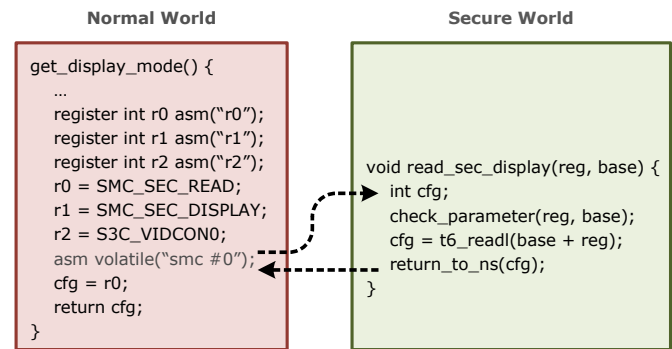 Normal World
get_display_mode() {
…
register int r0 asm(“r0”);
register int r1 asm(“r1”);
register int r2 asm(“r2”);
r0 = SMC_SEC_READ;
r1 = SMC_SEC_DISPLAY;
r2 = S3C_VIDCON0;
asm volatile(“smc #0”);
cfg = r0;
return cfg;
}
Secure World
void read_sec_display(reg, base) {
int cfg;
check_parameter(reg, base);
cfg = t6_readl(base + reg);
return_to_ns(cfg);
}